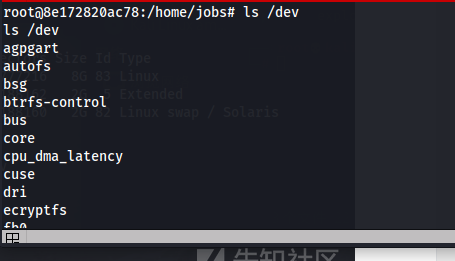 root@8e172820ac78:/home/jobs# ls /dev
ls /dev
agpgart
Size Id Type
autofs
8G 83 Linux
bsg
5 Extended
btrfs-control
82 Linux swap / Solaris
bus
core
cpu_dma_latency
cuse
dri
ecryptfs
fb0
先知社区